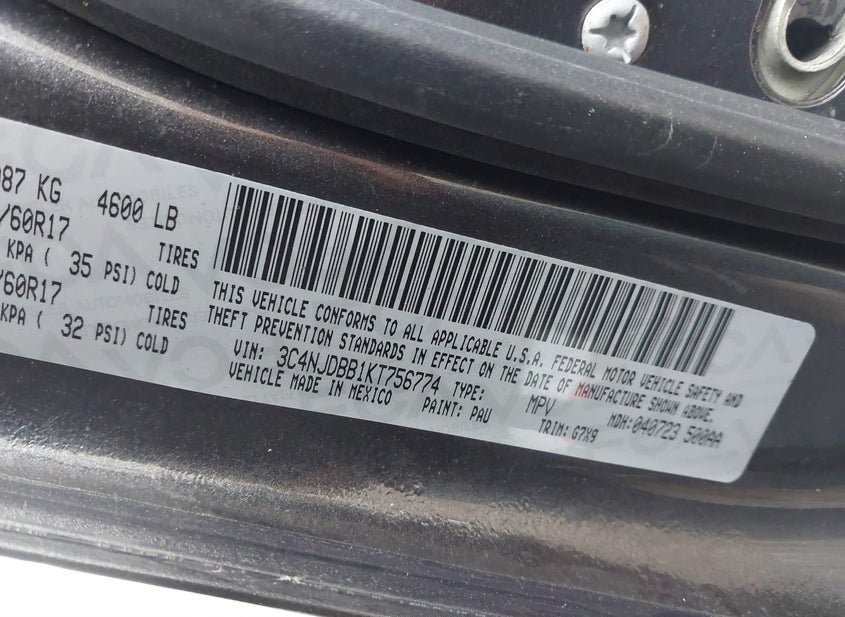 087 KG 4600 LB
/60R17 TIRES
KPA ( 35 PSI) COLD
/60R17 TIRES
KPA ( 32 PSI) COLD
THIS VEHICLE CONFORMS TO ALL APPLICABLE U.S.A. FEDERAL MOTOR VEHICLE SAFETY AND
THEFT PREVENTION STANDARDS IN EFFECT ON THE DATE OF MANUFACTURE SHOWN ABOVE.
VIN: 3C4NJDBB1KT756774 TYPE: MPV MDH:040723 500AA
VEHICLE MADE IN MEXICO PAINT: PAU TRIM: G7X9